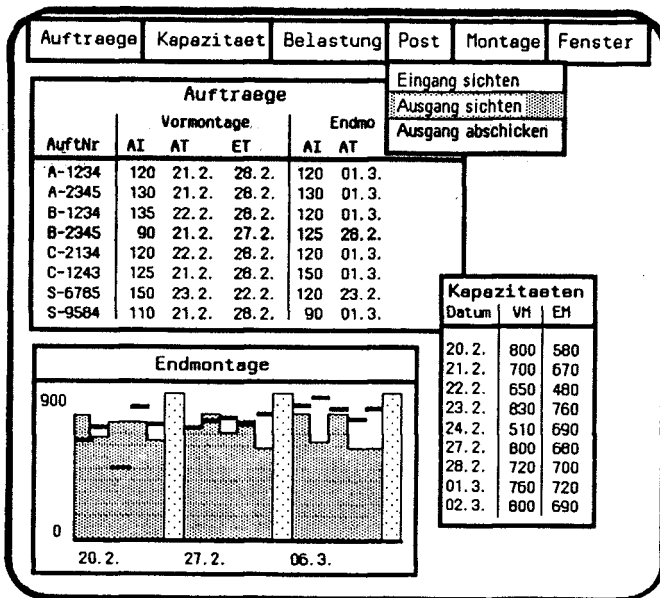 Auftraege Kapazitaet Belastung Post Montage Fenster
Eingang sichten
Ausgang sichten
Ausgang abschicken
Auftraege
Vormontage Endmo
AuftNr AI AT ET AI AT
A-1234 120 21.2. 28.2. 120 01.3.
A-2345 130 21.2. 28.2. 130 01.3.
B-1234 135 22.2. 28.2. 120 01.3.
B-2345 90 21.2. 27.2. 125 28.2.
C-2134 120 22.2. 28.2. 120 01.3.
C-1243 125 21.2. 28.2. 150 01.3.
S-6785 150 23.2. 22.2. 120 23.2.
S-9584 110 21.2. 28.2. 90 01.3.
Kapazitaeten
Datum VM EM
20.2. 800 580
21.2. 700 670
22.2. 650 480
23.2. 830 760
24.2. 510 690
27.2. 800 680
28.2. 720 700
01.3. 760 720
02.3. 800 690
Endmontage
900
0
20.2. 27.2. 06.3.